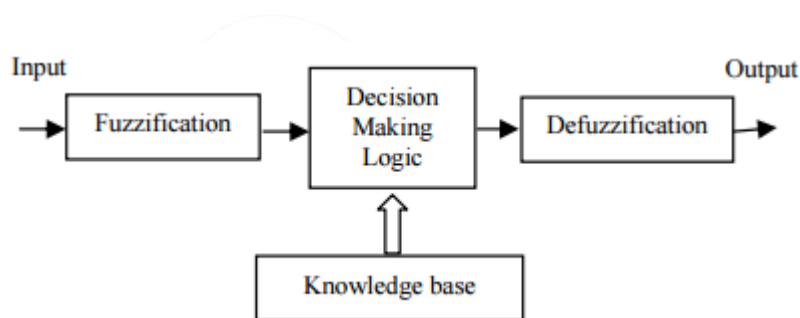 Input
Output
Fuzzification
Decision
Making
Logic
Defuzzification
Knowledge base